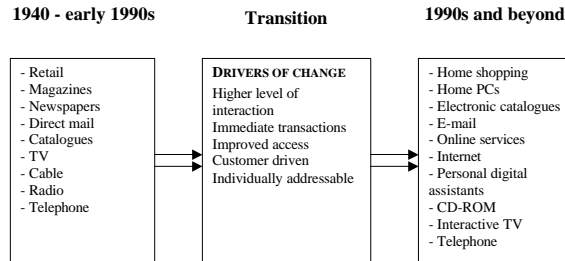 1940 - early 1990s
Transition
1990s and beyond
- Retail
- Magazines
- Newspapers
- Direct mail
- Catalogues
- TV
- Cable
- Radio
- Telephone
DRIVERS OF CHANGE
Higher level of
interaction
Immediate transactions
Improved access
Customer driven
Individually addressable
- Home shopping
- Home PCs
- Electronic catalogues
- E-mail
- Online services
- Internet
- Personal digital
assistants
- CD-ROM
- Interactive TV
- Telephone